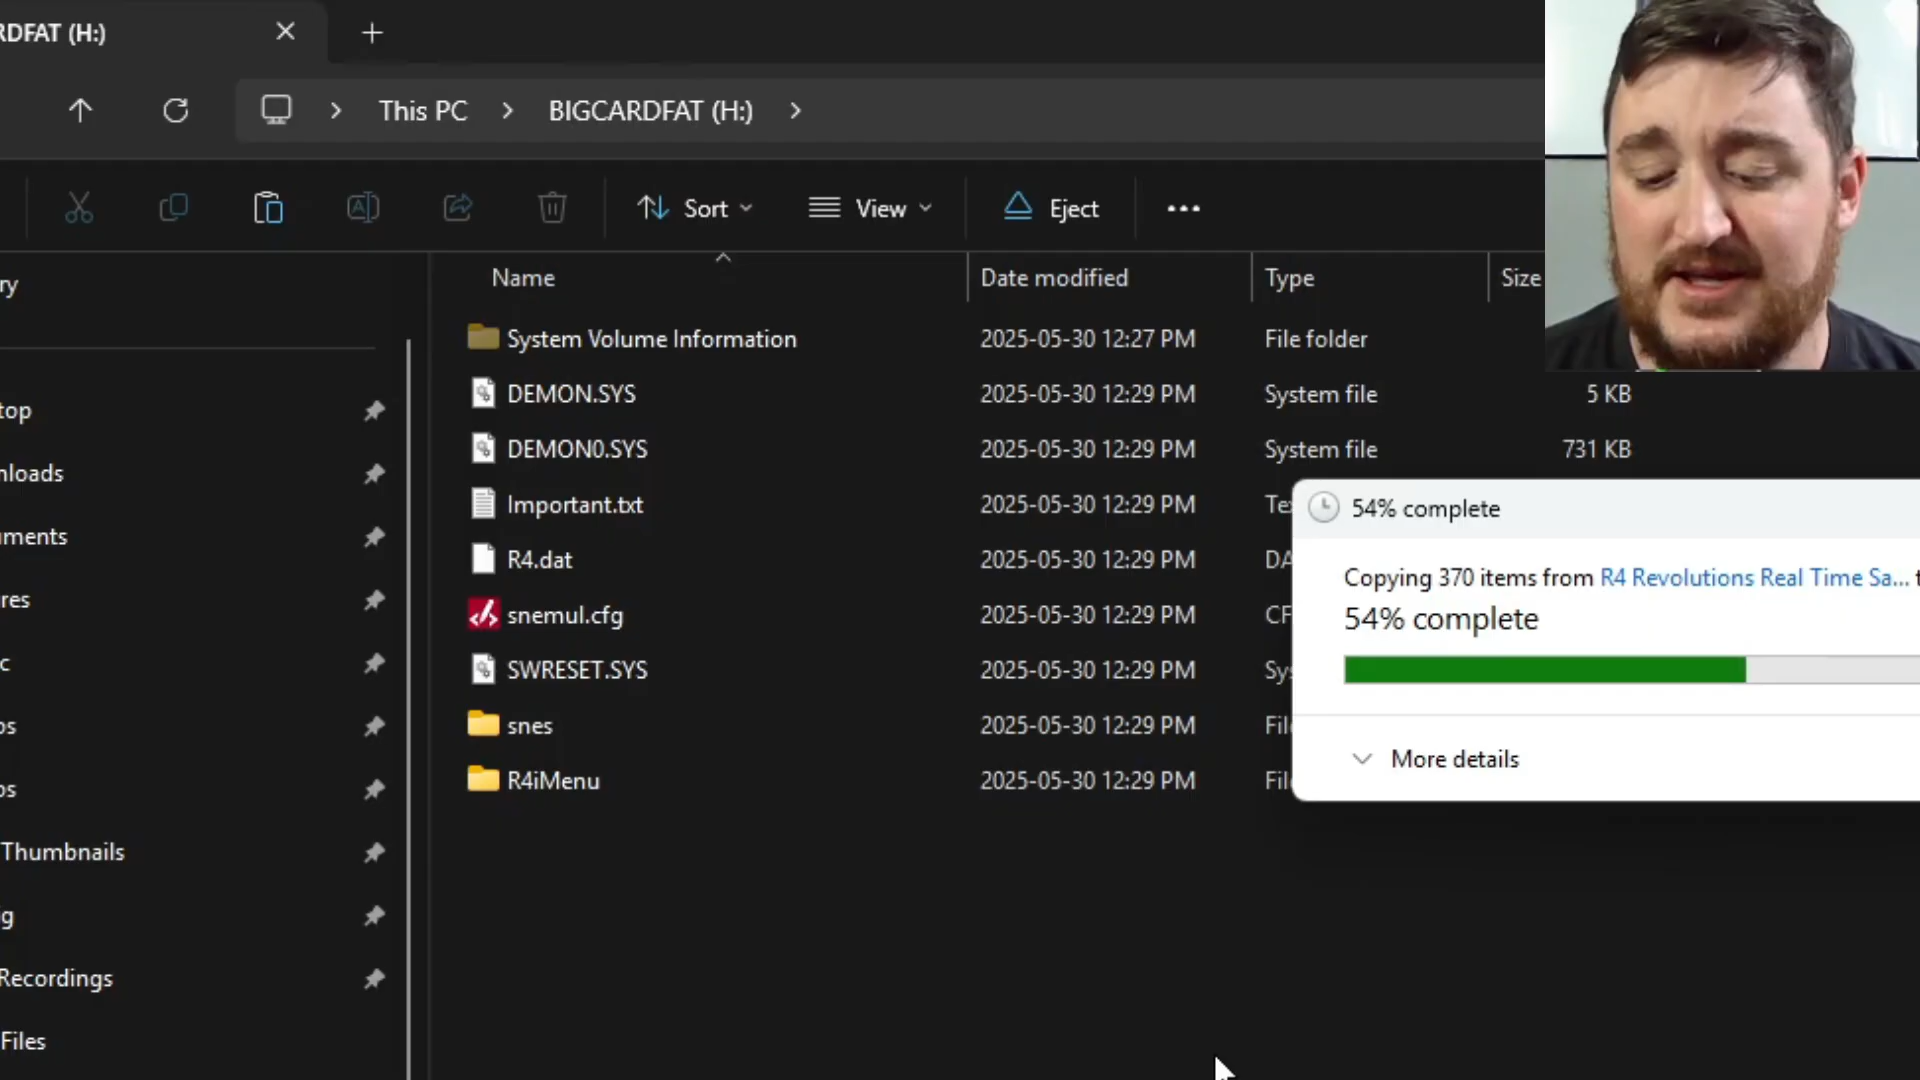 RDFAT (H:)
This PC
BIGCARDFAT (H:)
Sort
View
Eject
Name
Date modified
Type
Size
System Volume Information 2025-05-30 12:27 PM File folder
DEMON.SYS 2025-05-30 12:29 PM System file 5 KB
DEMON0.SYS 2025-05-30 12:29 PM System file 731 KB
Important.txt 2025-05-30 12:29 PM Te
R4.dat 2025-05-30 12:29 PM DA
snemul.cfg 2025-05-30 12:29 PM CF
SWRESET.SYS 2025-05-30 12:29 PM Sy
snes 2025-05-30 12:29 PM Fil
R4iMenu 2025-05-30 12:29 PM Fil
54% complete
Copying 370 items from R4 Revolutions Real Time Sa... t
54% complete
More details
ry
top
nloads
uments
res
c
os
os
Thumbnails
g
Recordings
Files